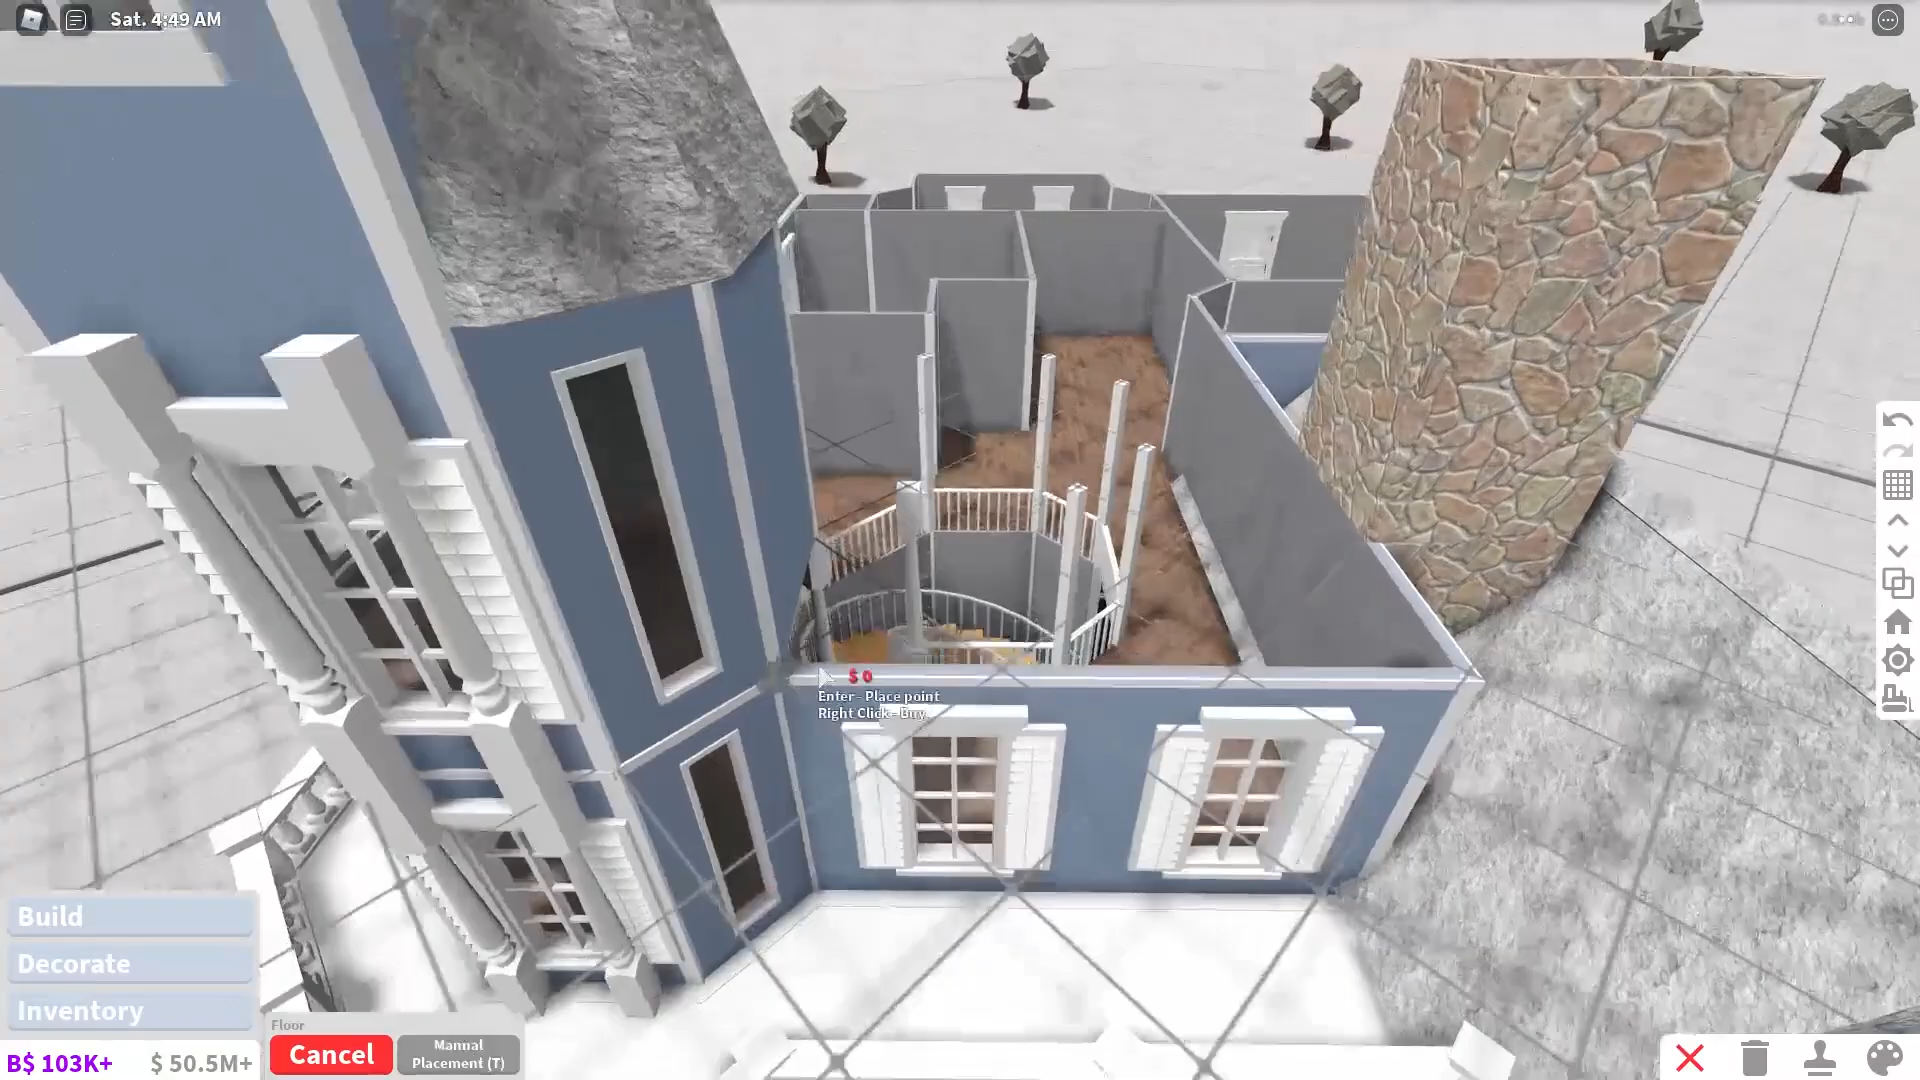 Sat. 4:49 AM
$ 0
Enter - Place point
Right Click - Buy
Build
Decorate
Inventory
Floor
B$ 103K+
$ 50.5M+
Cancel
Manual
Placement (T)